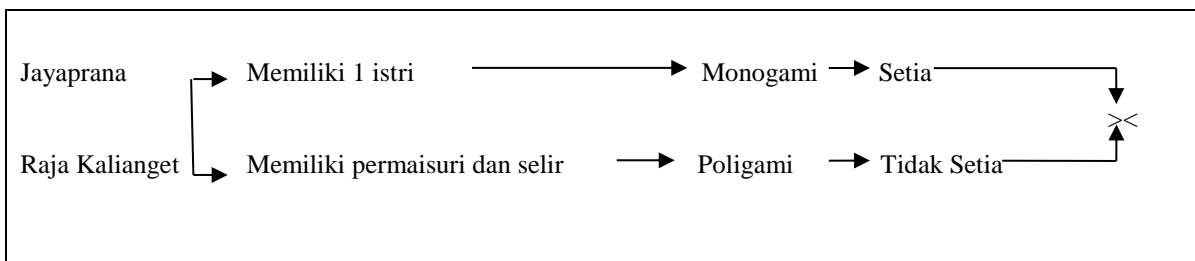 Jayaprana Memiliki 1 istri Monogami Setia
><
Raja Kalianget Memiliki permaisuri dan selir Poligami Tidak Setia